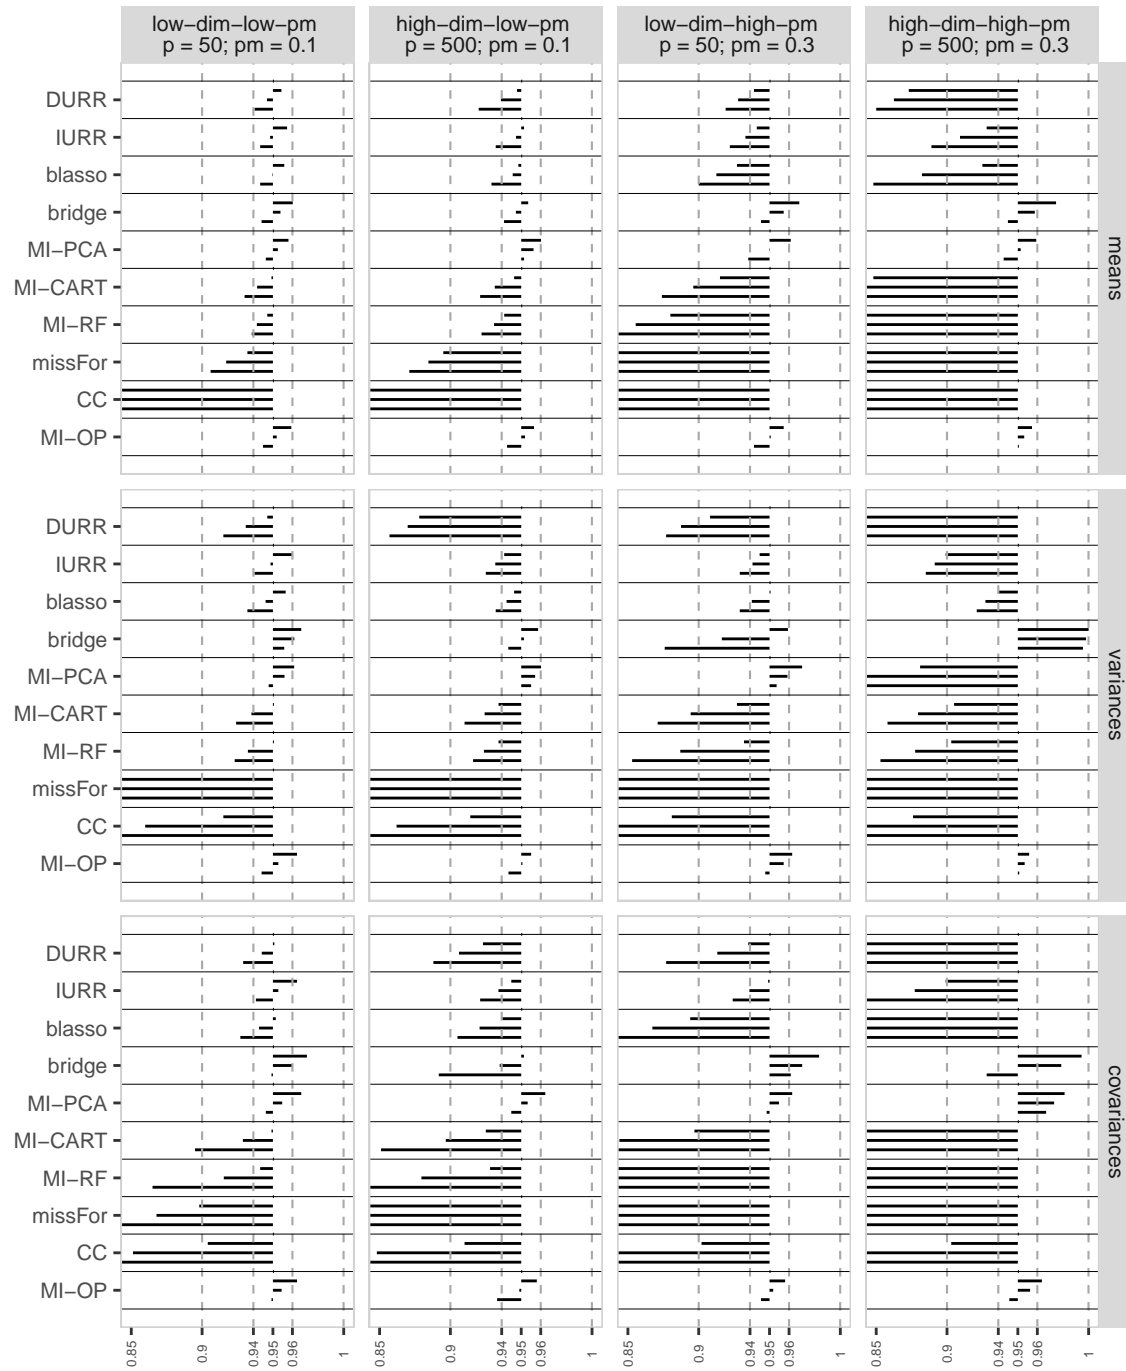 low−dim−low−pm
p = 50; pm = 0.1
high−dim−low−pm
p = 500; pm = 0.1
low−dim−high−pm
p = 50; pm = 0.3
high−dim−high−pm
p = 500; pm = 0.3
DURR
IURR
blasso
bridge
MI−PCA
MI−CART
MI−RF
missFor
CC
MI−OP
means
DURR
IURR
blasso
bridge
MI−PCA
MI−CART
MI−RF
missFor
CC
MI−OP
variances
DURR
IURR
blasso
bridge
MI−PCA
MI−CART
MI−RF
missFor
CC
MI−OP
covariances
0.85
0.9
0.94
0.95
0.96
1
0.85
0.9
0.94
0.95
0.96
1
0.85
0.9
0.94
0.95
0.96
1
0.85
0.9
0.94
0.95
0.96
1